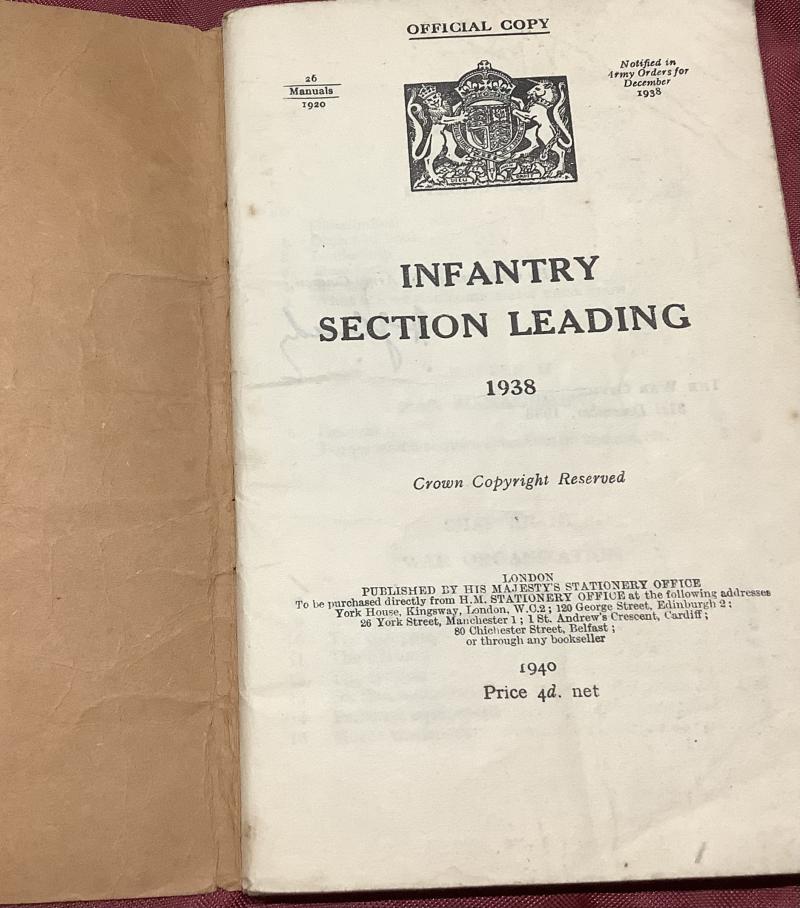 OFFICIAL COPY
26
Manuals
1920
Notified in
Army Orders for
December
1938
INFANTRY
SECTION LEADING
1938
Crown Copyright Reserved
LONDON
PUBLISHED BY HIS MAJESTY'S STATIONERY OFFICE
To be purchased directly from H.M. STATIONERY OFFICE at the following addresses
York House, Kingsway, London, W.C.2; 120 George Street, Edinburgh 2;
26 York Street, Manchester 1; 1 St. Andrew's Crescent, Cardiff;
80 Chichester Street, Belfast;
or through any bookseller
1940
Price 4d. net